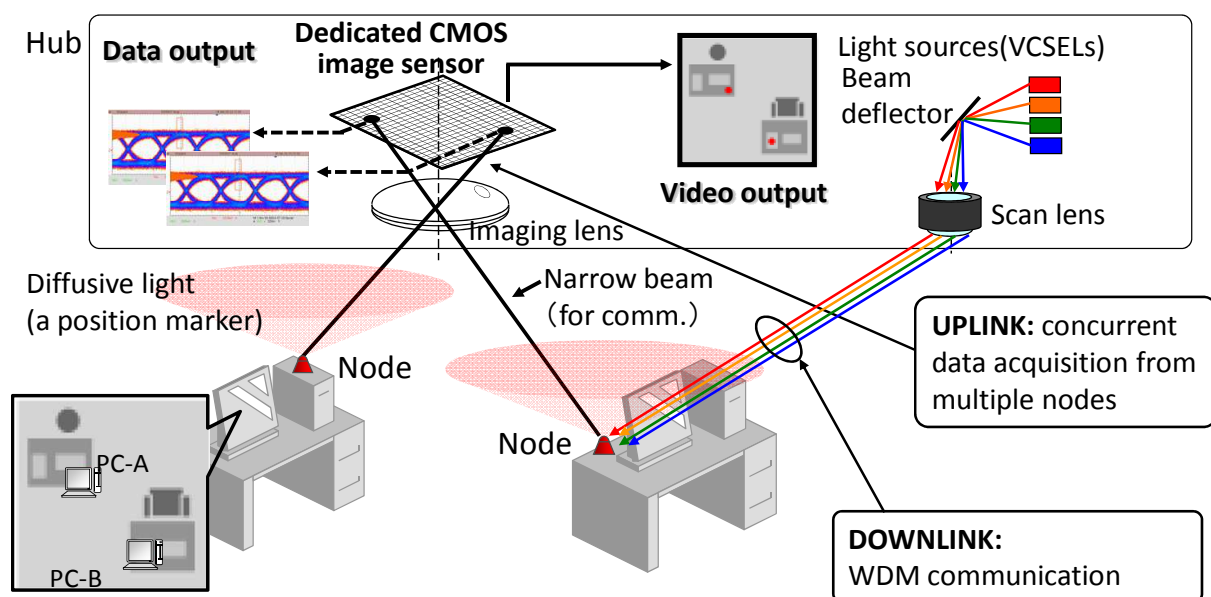 Hub
Data output
Dedicated CMOS
image sensor
Light sources(VCSELs)
Beam
deflector
Video output
Scan lens
Imaging lens
Diffusive light
(a position marker)
Narrow beam
(for comm.)
Node
Node
UPLINK: concurrent
data acquisition from
multiple nodes
PC-A
PC-B
DOWNLINK:
WDM communication